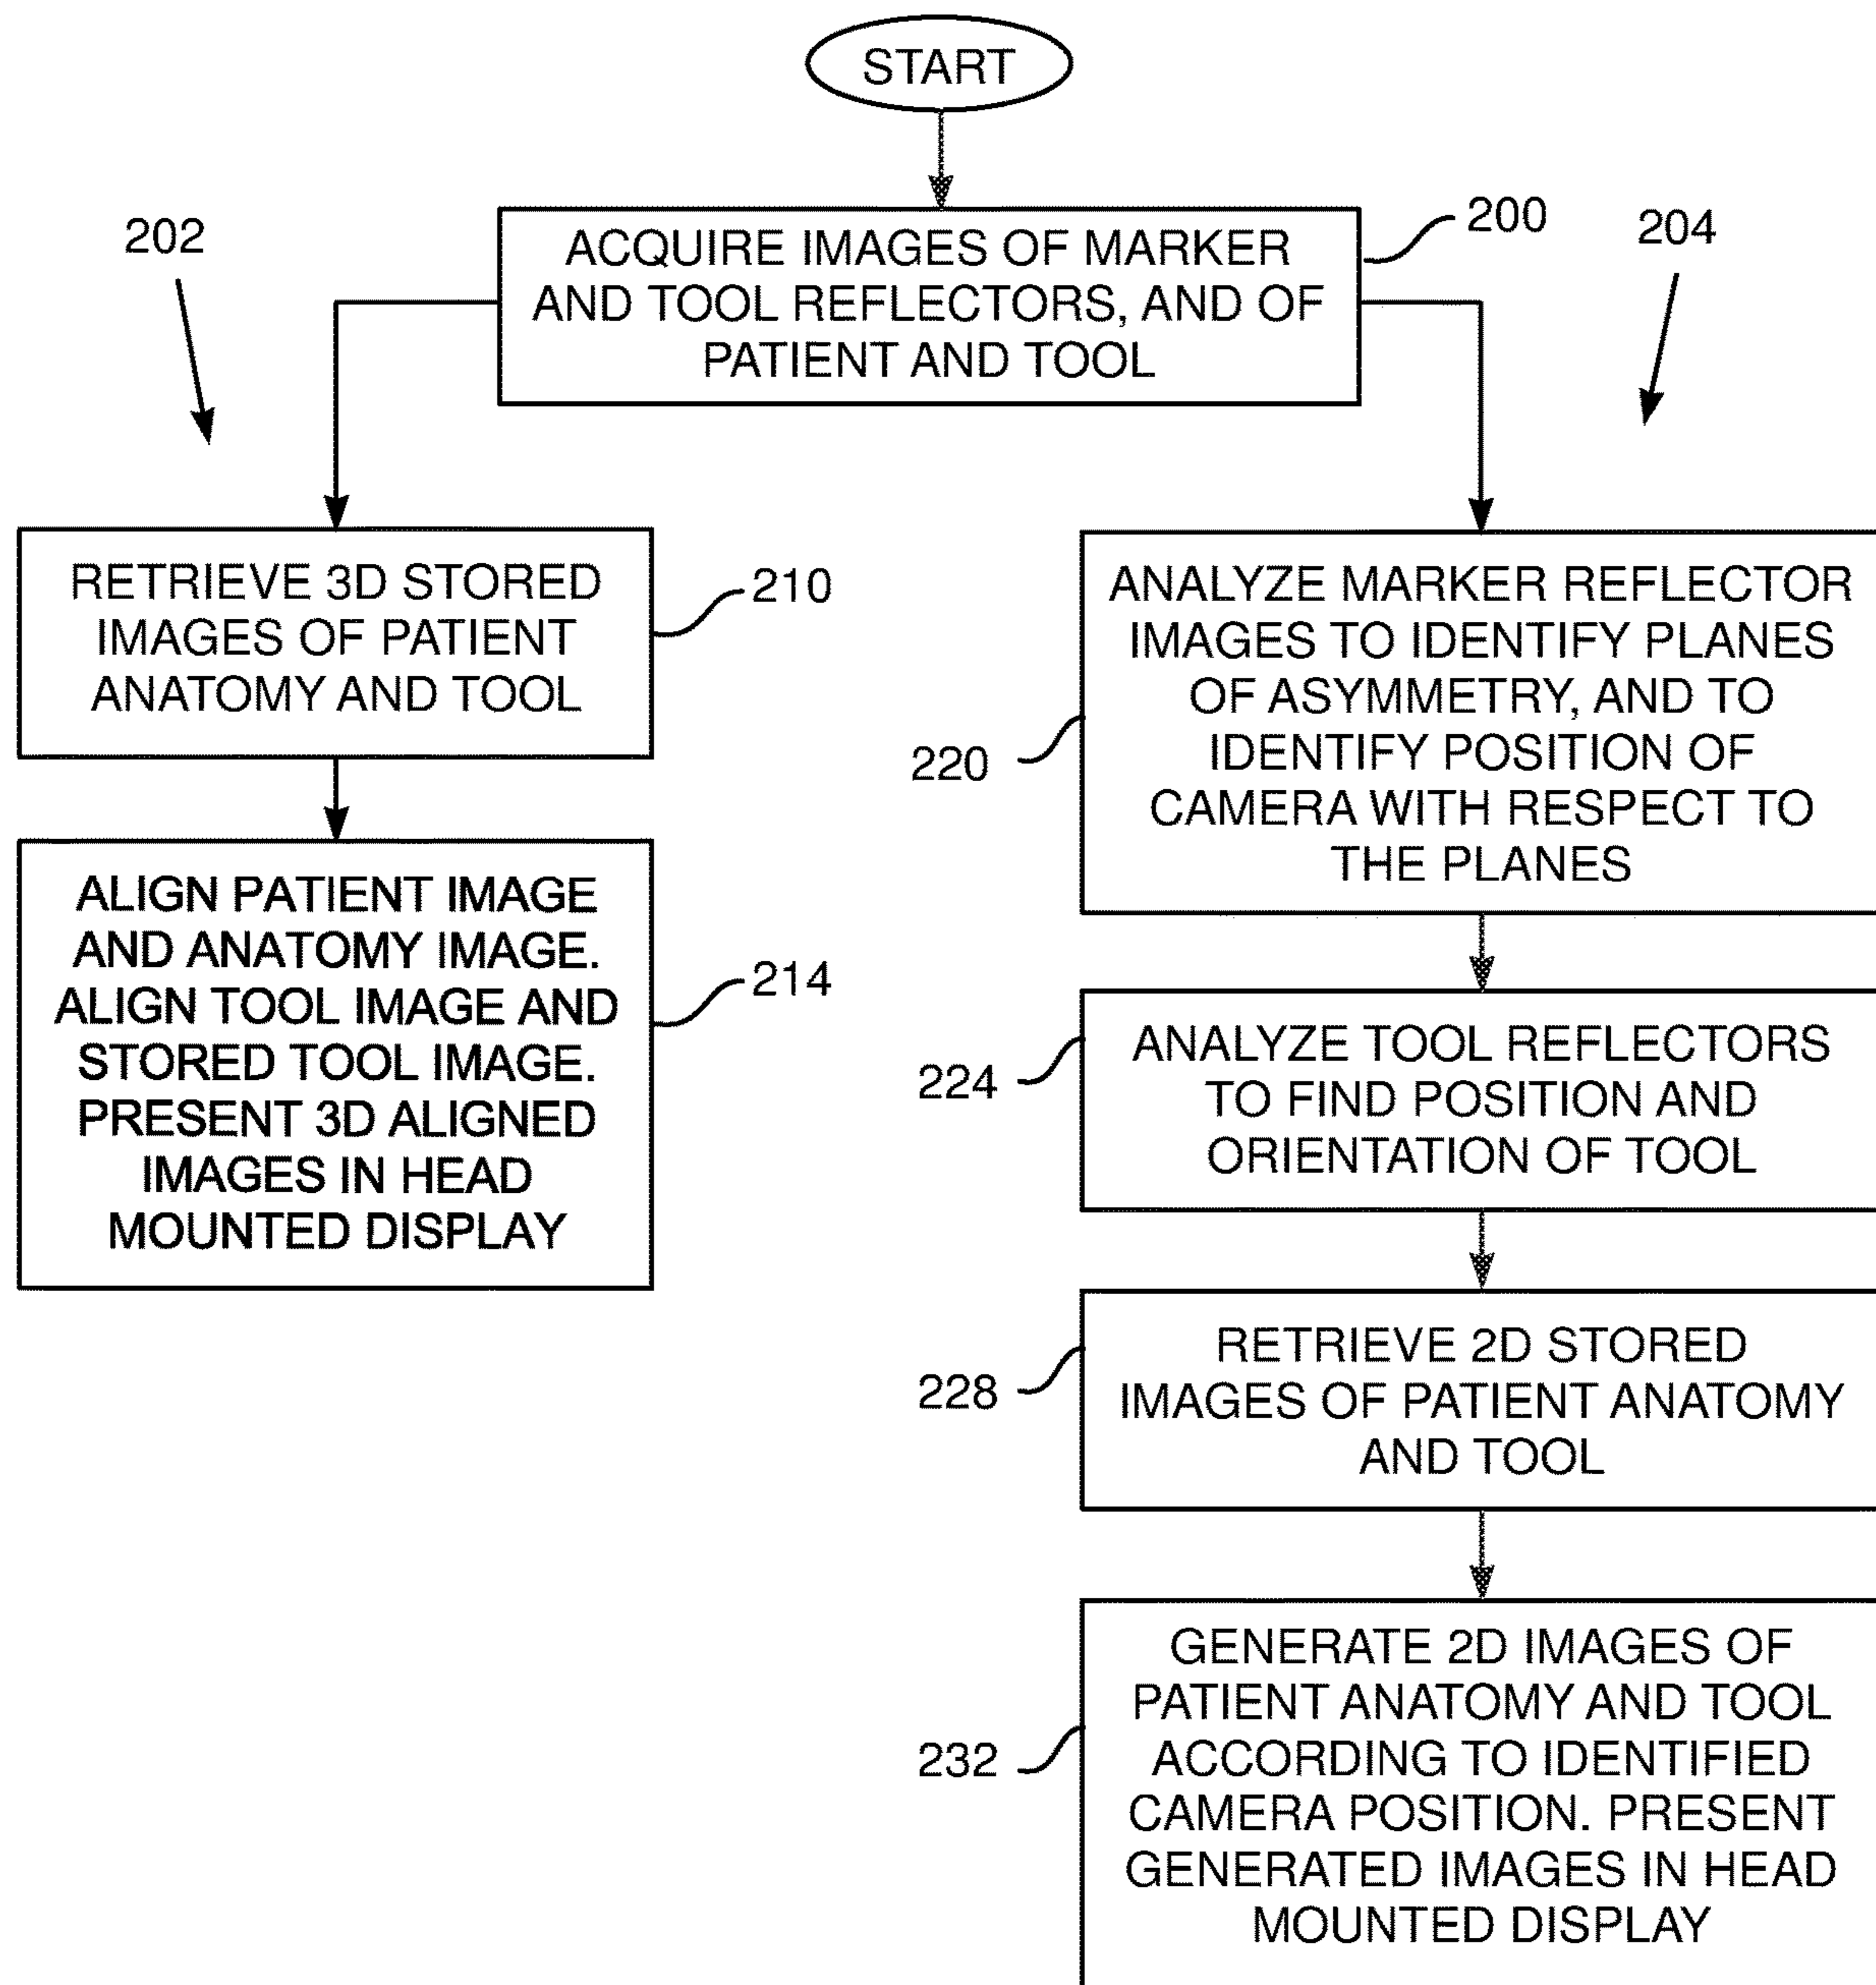 START
200
ACQUIRE IMAGES OF MARKER
AND TOOL REFLECTORS, AND OF
PATIENT AND TOOL
202
204
RETRIEVE 3D STORED
IMAGES OF PATIENT
ANATOMY AND TOOL
210
ALIGN PATIENT IMAGE
AND ANATOMY IMAGE.
ALIGN TOOL IMAGE AND
STORED TOOL IMAGE.
PRESENT 3D ALIGNED
IMAGES IN HEAD
MOUNTED DISPLAY
214
ANALYZE MARKER REFLECTOR
IMAGES TO IDENTIFY PLANES
OF ASYMMETRY, AND TO
IDENTIFY POSITION OF
CAMERA WITH RESPECT TO
THE PLANES
220
ANALYZE TOOL REFLECTORS
TO FIND POSITION AND
ORIENTATION OF TOOL
224
RETRIEVE 2D STORED
IMAGES OF PATIENT ANATOMY
AND TOOL
228
GENERATE 2D IMAGES OF
PATIENT ANATOMY AND TOOL
ACCORDING TO IDENTIFIED
CAMERA POSITION. PRESENT
GENERATED IMAGES IN HEAD
MOUNTED DISPLAY
232